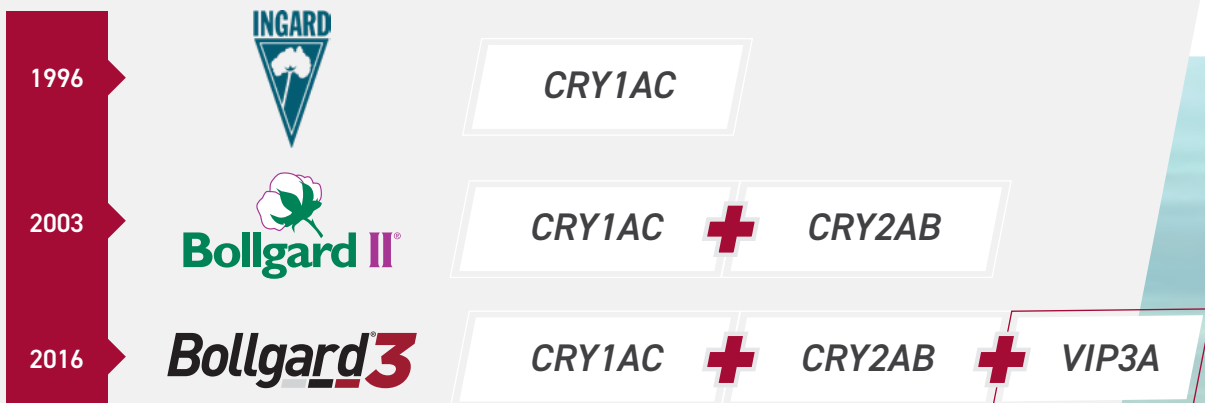 INGARD
1996
CRY1AC
2003
Bollgard II®
CRY1AC + CRY2AB
2016
Bollgard®3
CRY1AC + CRY2AB + VIP3A